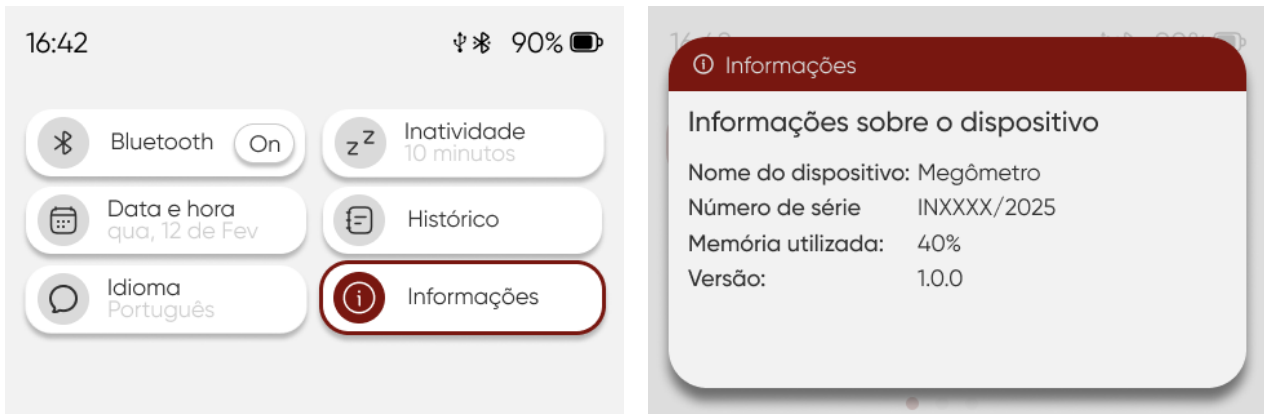 16:42 90%
Bluetooth On
Inatividade
10 minutos
Data e hora
qua, 12 de Fev
Histórico
Idioma
Português
Informações
Informações
Informações sobre o dispositivo
Nome do dispositivo: Megômetro
Número de série INXXXX/2025
Memória utilizada: 40%
Versão: 1.0.0